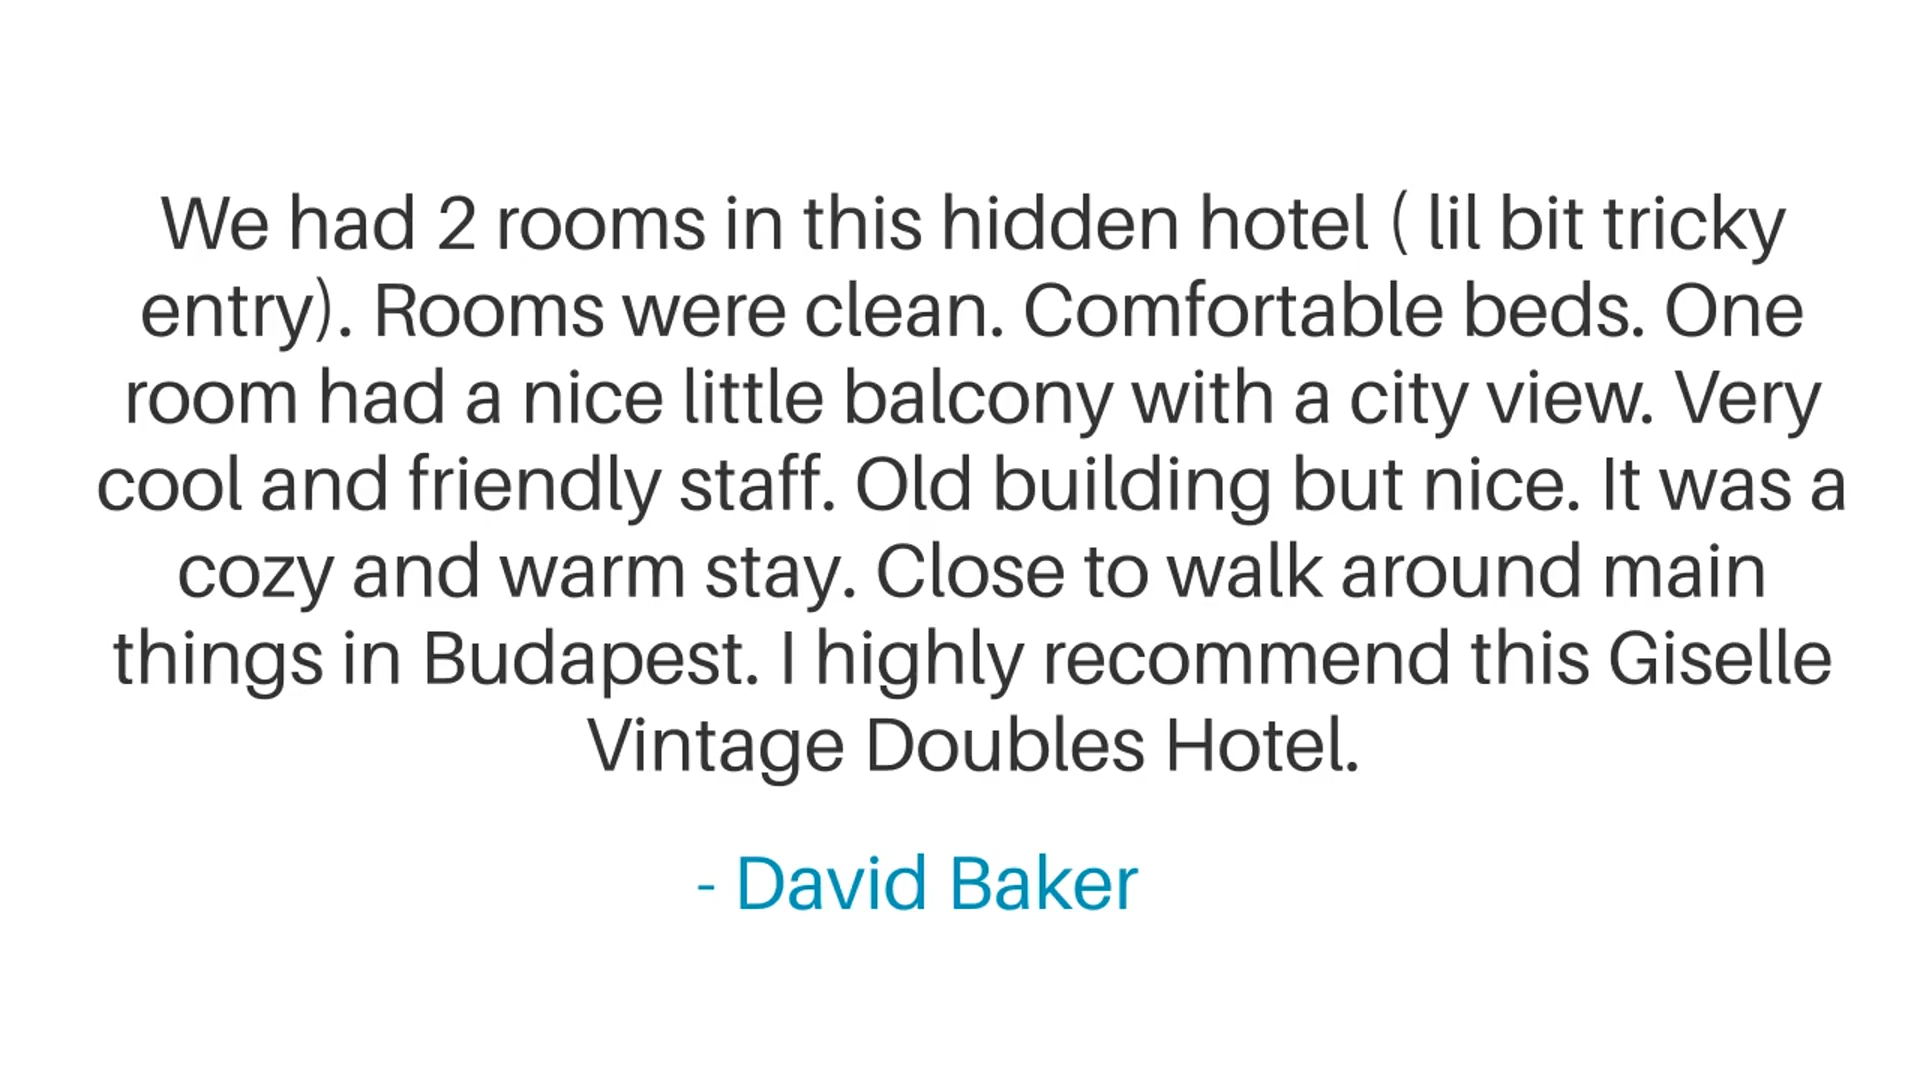 We had 2 rooms in this hidden hotel ( lil bit tricky
entry). Rooms were clean. Comfortable beds. One
room had a nice little balcony with a city view. Very
cool and friendly staff. Old building but nice. It was a
cozy and warm stay. Close to walk around main
things in Budapest. I highly recommend this Giselle
Vintage Doubles Hotel.
- David Baker